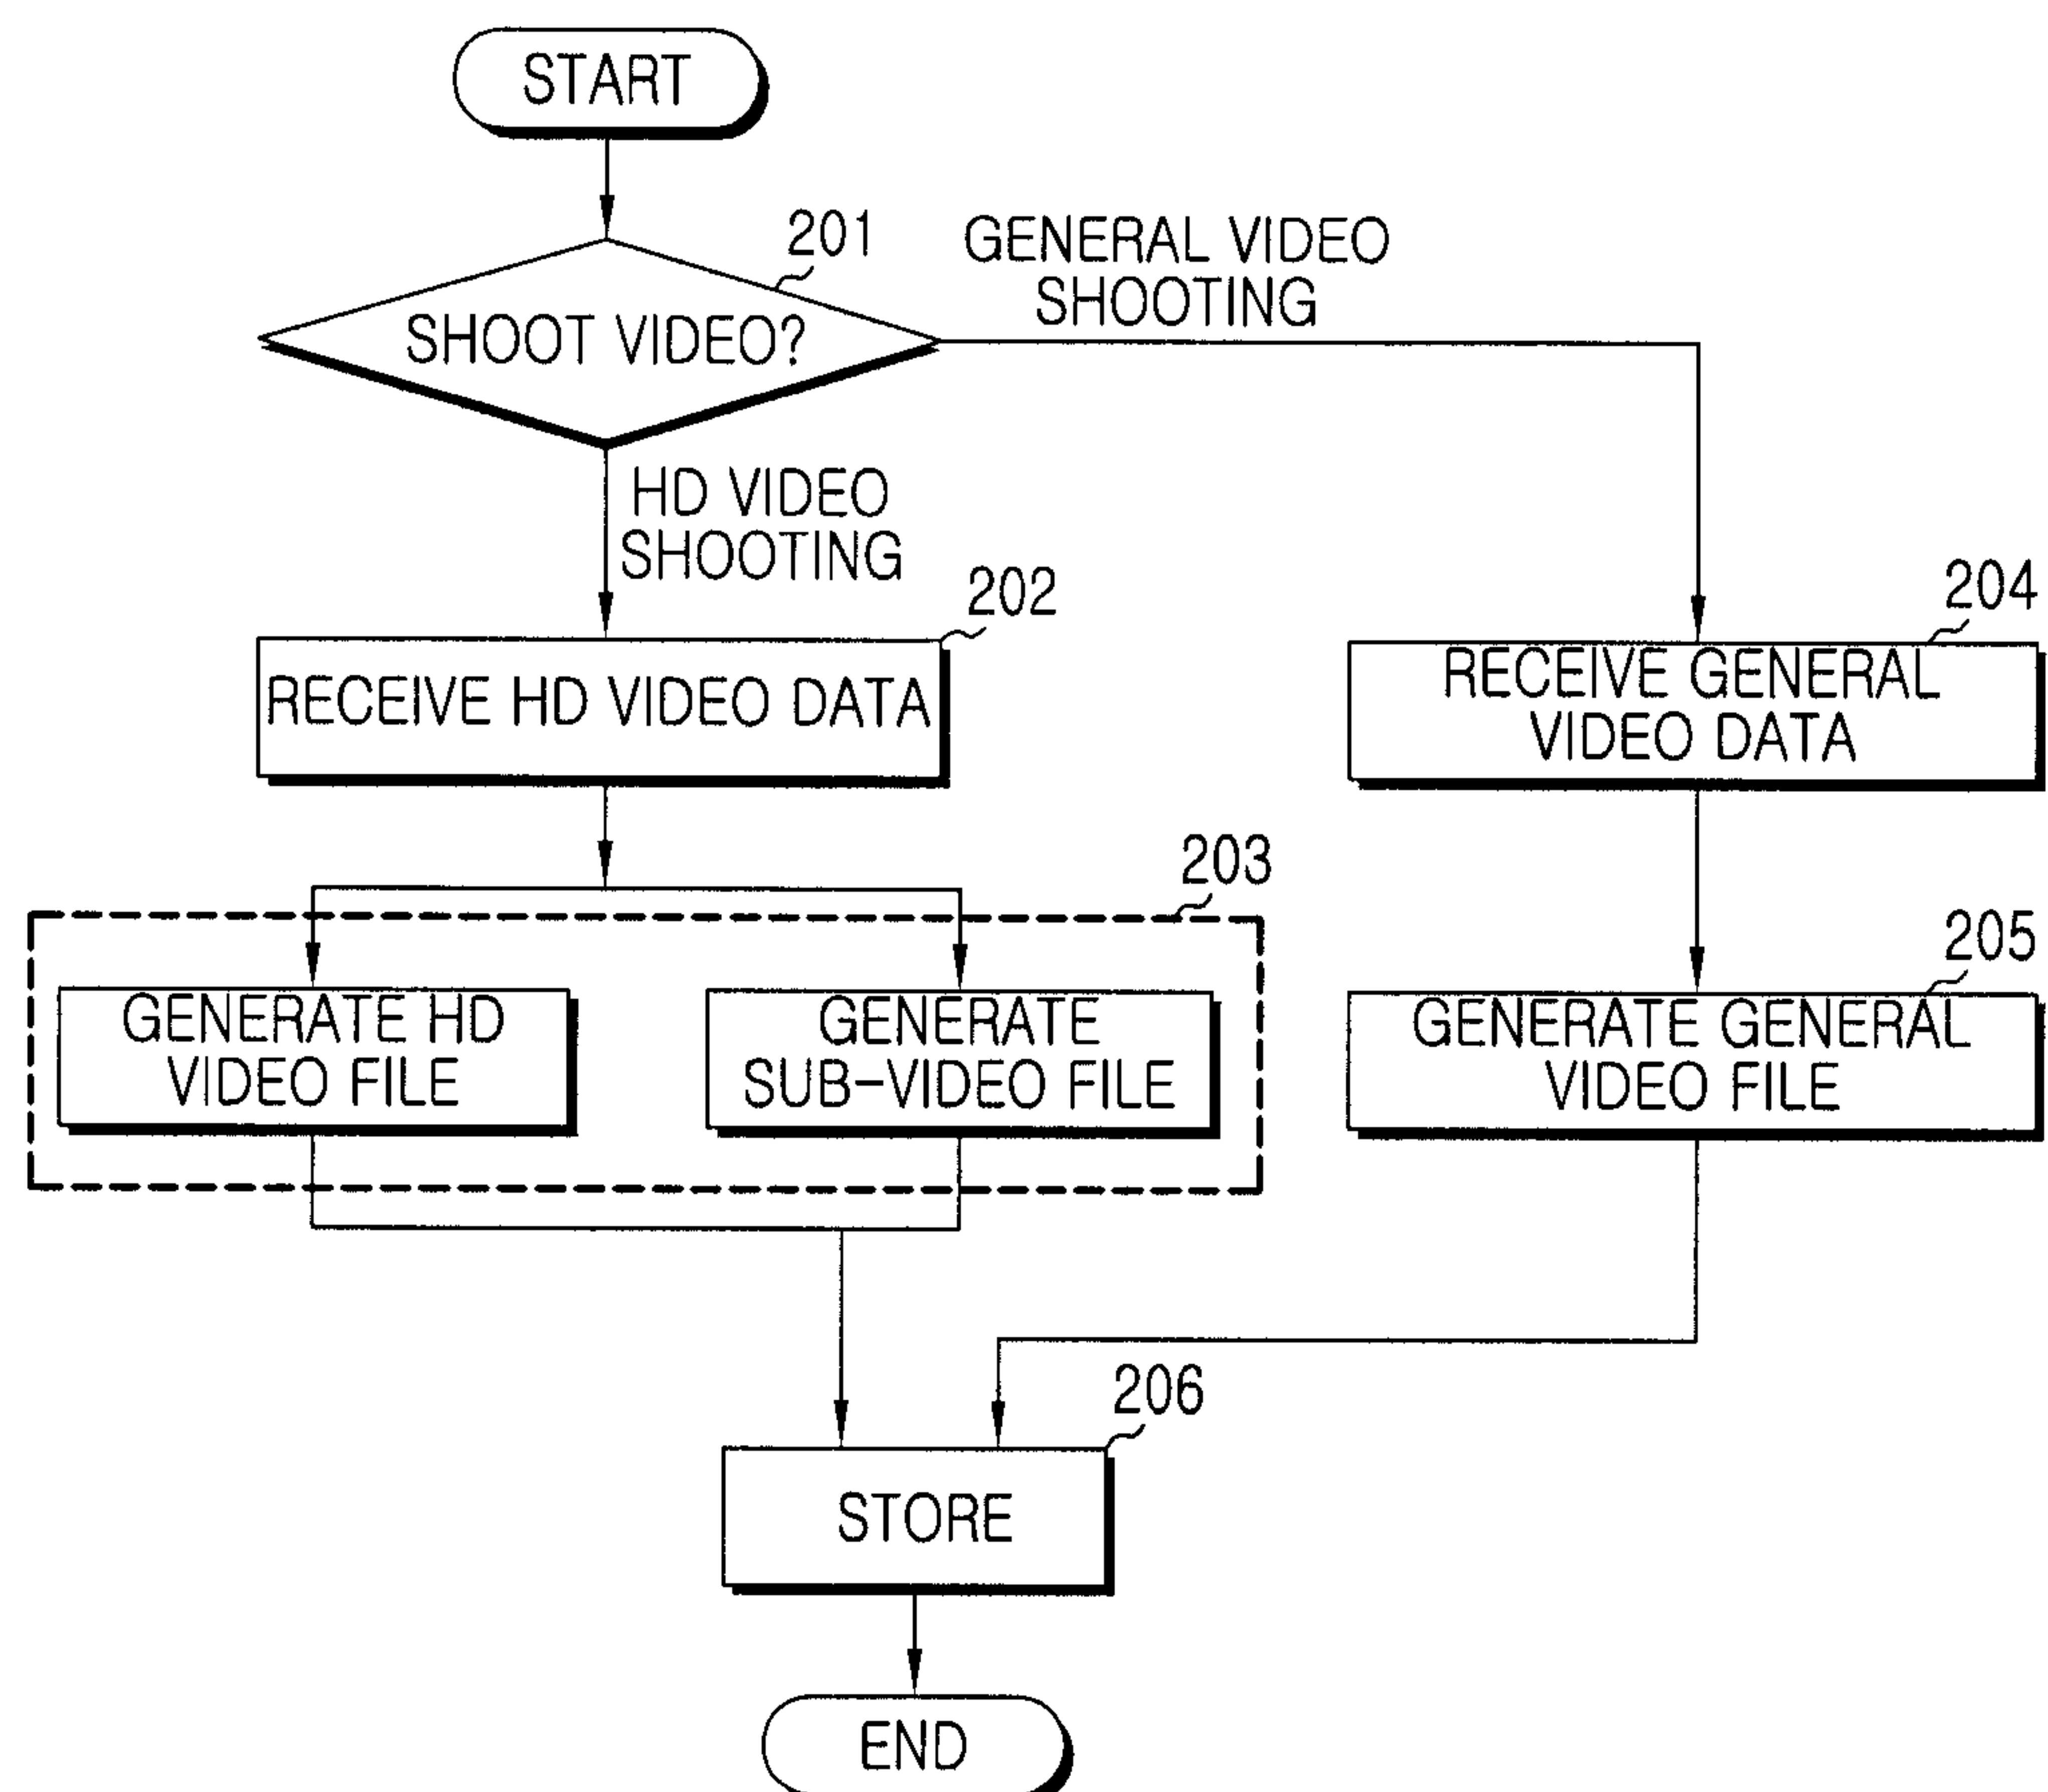 START
201
GENERAL VIDEO
SHOOTING
SHOOT VIDEO?
HD VIDEO
SHOOTING
202
RECEIVE HD VIDEO DATA
204
RECEIVE GENERAL
VIDEO DATA
203
GENERATE HD
VIDEO FILE
GENERATE
SUB-VIDEO FILE
205
GENERATE GENERAL
VIDEO FILE
206
STORE
END